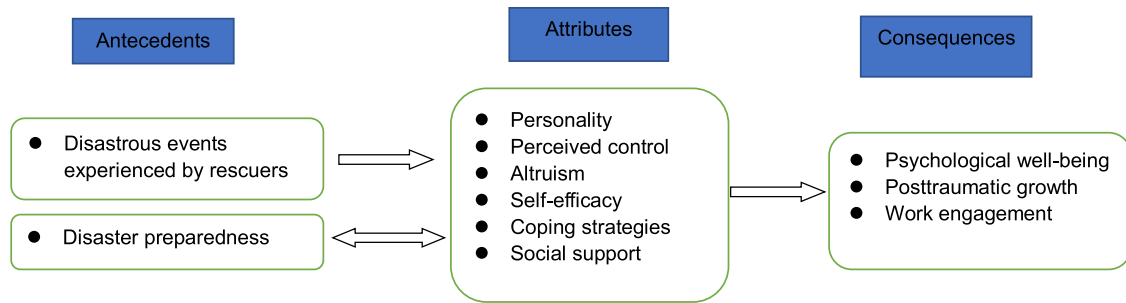 Antecedents
Attributes
Consequences
● Disastrous events
experienced by rescuers
● Disaster preparedness
● Personality
● Perceived control
● Altruism
● Self-efficacy
● Coping strategies
● Social support
● Psychological well-being
● Posttraumatic growth
● Work engagement